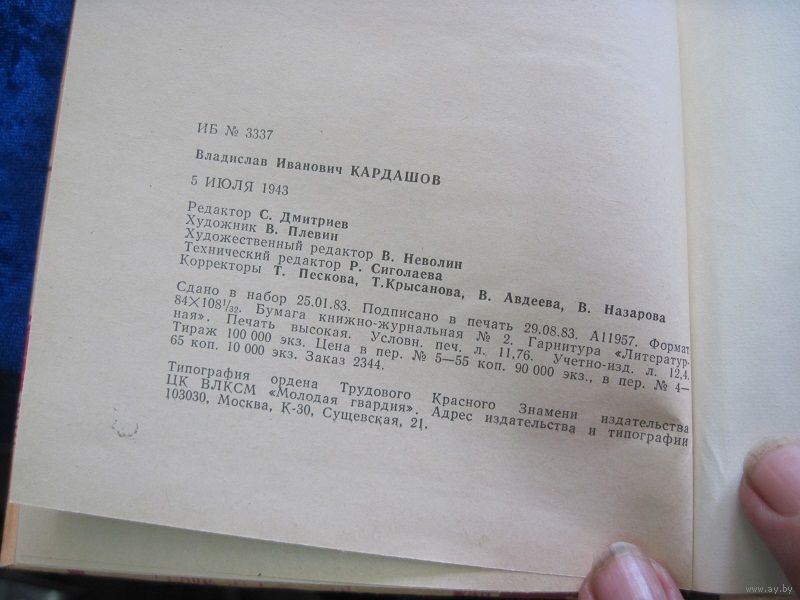 ИБ № 3337
Владислав Иванович КАРДАШОВ
5 ИЮЛЯ 1943
Редактор С. Дмитриев
Художник В. Плевин
Художественный редактор В. Неволин
Технический редактор Р. Сиголаева
Корректоры Т. Пескова, Т.Крысанова, В. Авдеева, В. Назарова
Сдано в набор 25.01.83. Подписано в печать 29.08.83. А11957. Формат
84×108¹/₃₂. Бумага книжно-журнальная № 2. Гарнитура «Литератур-
ная». Печать высокая. Условн. печ. л. 11,76. Учетно-изд. л. 12,4.
Тираж 100 000 экз. Цена в пер. № 5—55 коп. 90 000 экз., в пер. № 4—
65 коп. 10 000 экз. Заказ 2344.
Типография ордена Трудового Красного Знамени издательства
ЦК ВЛКСМ «Молодая гвардия». Адрес издательства и типографии
103030, Москва, К-30, Сущевская, 21.
www.ay.by